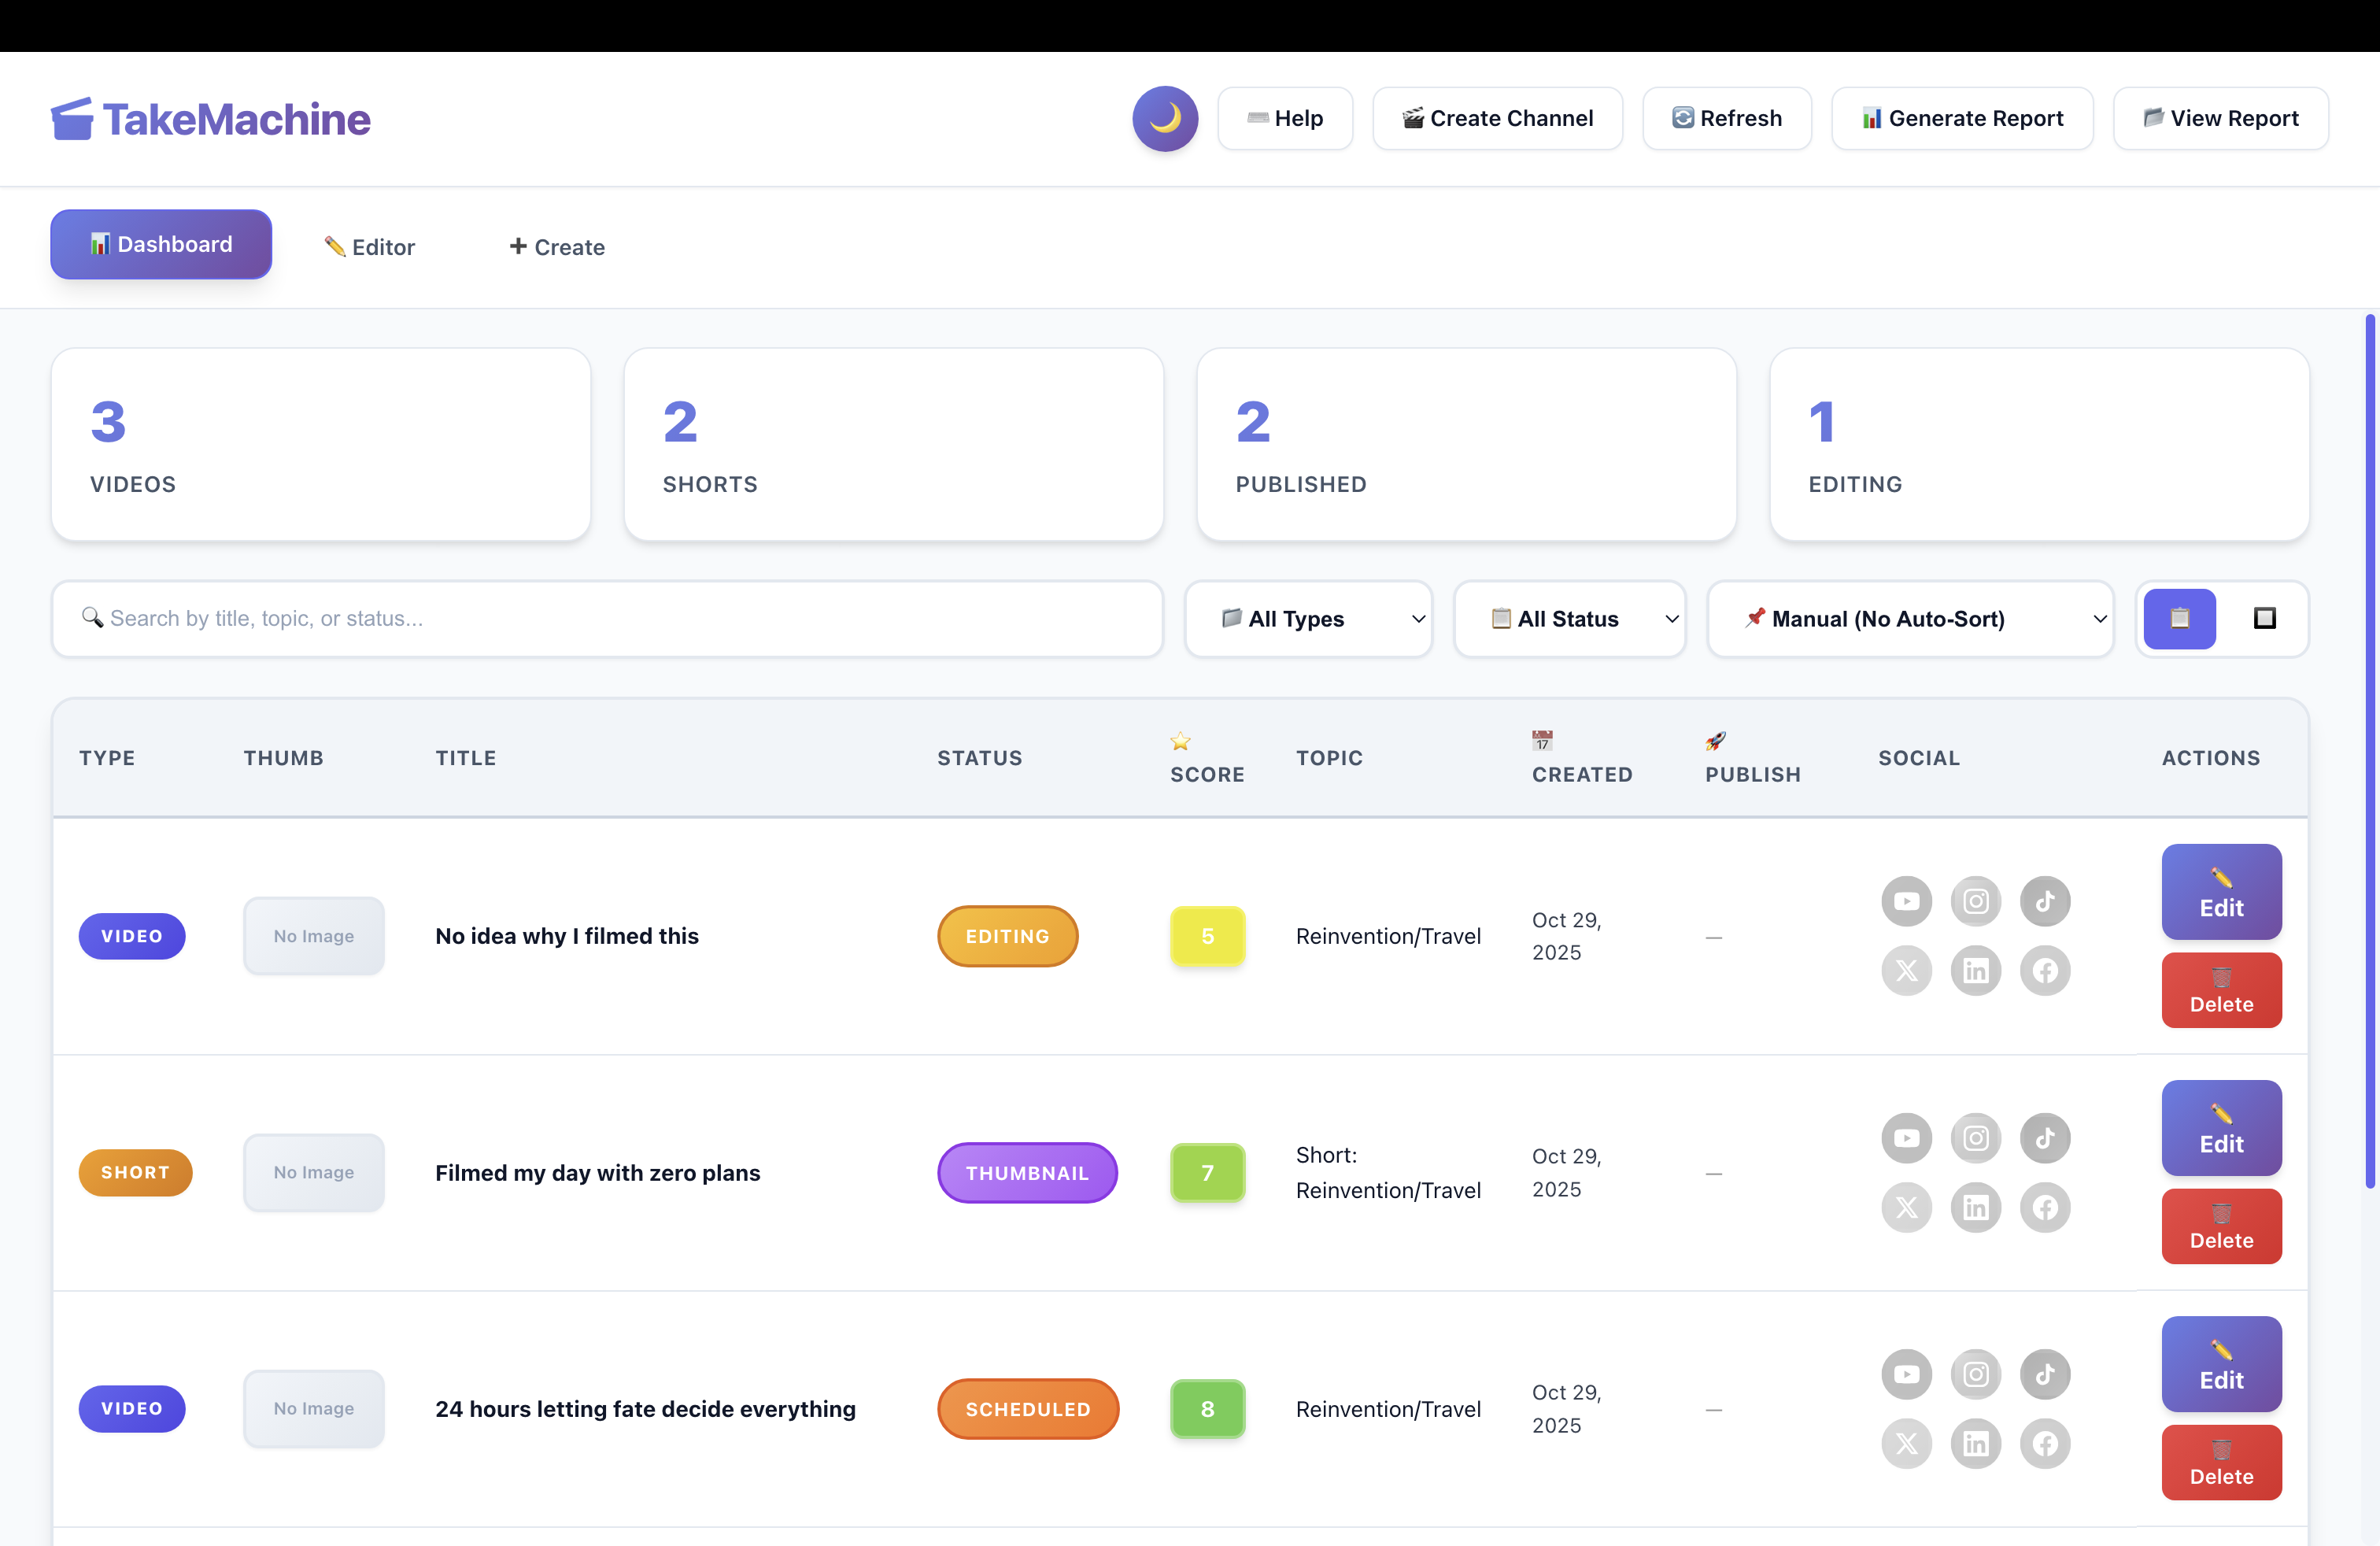 TakeMachine
Help
Create Channel
Refresh
Generate Report
View Report
Dashboard
Editor
Create
3
VIDEOS
2
SHORTS
2
PUBLISHED
1
EDITING
Search by title, topic, or status...
All Types
All Status
Manual (No Auto-Sort)
TYPE
THUMB
TITLE
STATUS
SCORE
TOPIC
17
CREATED
PUBLISH
SOCIAL
ACTIONS
VIDEO
No Image
No idea why I filmed this
EDITING
5
Reinvention/Travel
Oct 29,
2025
—
Edit
Delete
SHORT
No Image
Filmed my day with zero plans
THUMBNAIL
7
Short:
Reinvention/Travel
Oct 29,
2025
—
Edit
Delete
VIDEO
No Image
24 hours letting fate decide everything
SCHEDULED
8
Reinvention/Travel
Oct 29,
2025
—
Edit
Delete